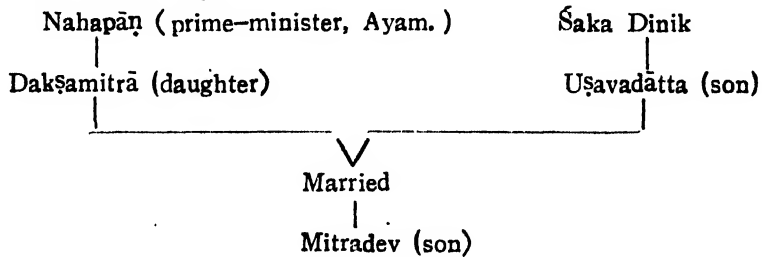 Nahapāṇ ( prime-minister, Ayam. ) Śaka Dinik
Dakṣamitrā (daughter) Uṣavadātta (son)
Married
Mitradev (son)